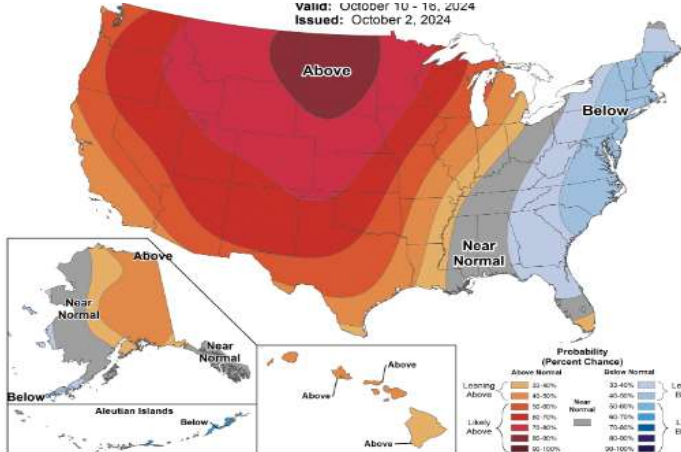 Valid: October 10 - 16, 2024
Issued: October 2, 2024
Above
Below
Near
Normal
Above
Near
Normal
Near
Normal
Below
Aleutian Islands
Below
Above
Above
Above
Probability
(Percent Chance)
Above Normal
Below Normal
Leaning
Above
Likely
Above
33-40%
40-50%
50-60%
60-70%
70-80%
80-90%
90-100%
Near
Normal
33-40%
40-50%
50-60%
60-70%
70-80%
80-90%
90-100%